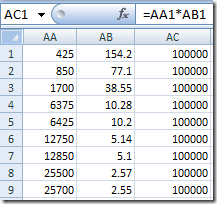 AC1 fx =AA1*AB1
AA AB AC
1 425 154.2 100000
2 850 77.1 100000
3 1700 38.55 100000
4 6375 10.28 100000
5 6425 10.2 100000
6 12750 5.14 100000
7 12850 5.1 100000
8 25500 2.57 100000
9 25700 2.55 100000